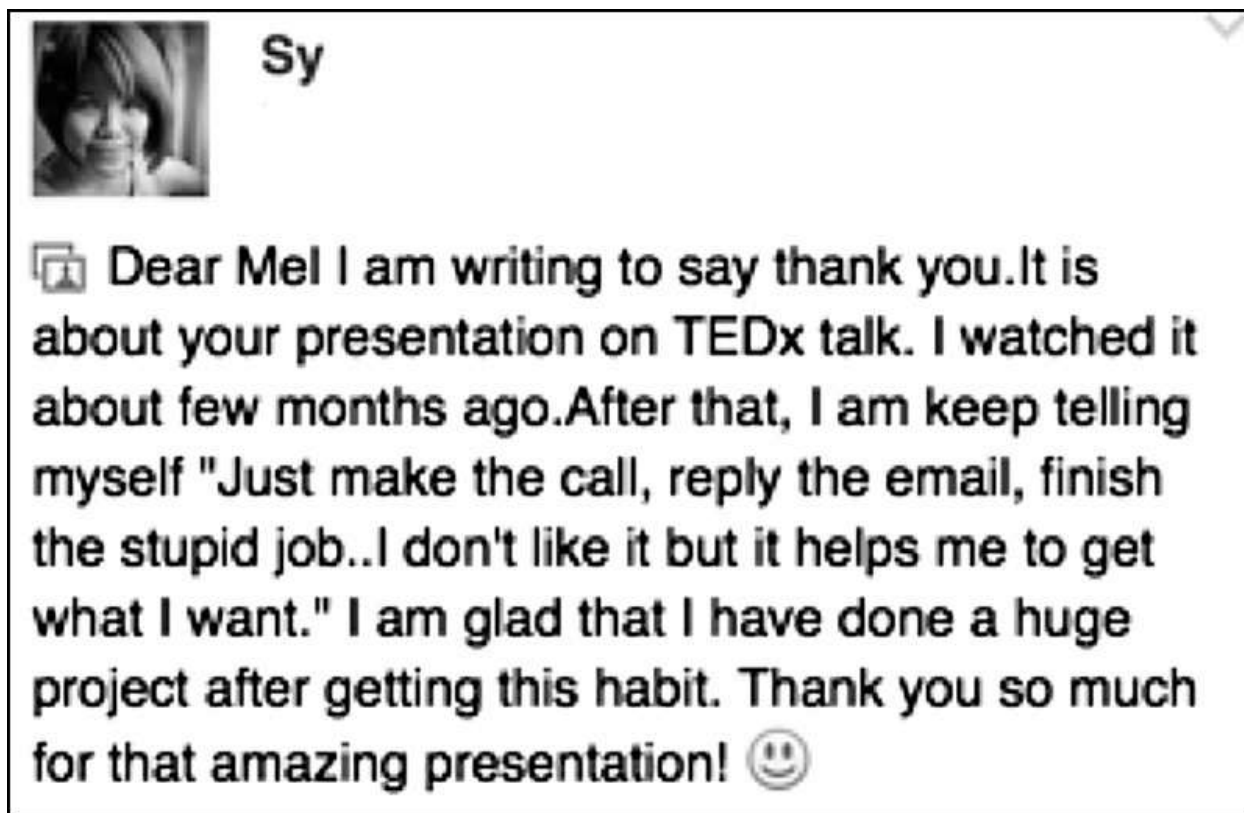 Sy
Dear Mel I am writing to say thank you.It is
about your presentation on TEDx talk. I watched it
about few months ago.After that, I am keep telling
myself "Just make the call, reply the email, finish
the stupid job..I don't like it but it helps me to get
what I want." I am glad that I have done a huge
project after getting this habit. Thank you so much
for that amazing presentation!